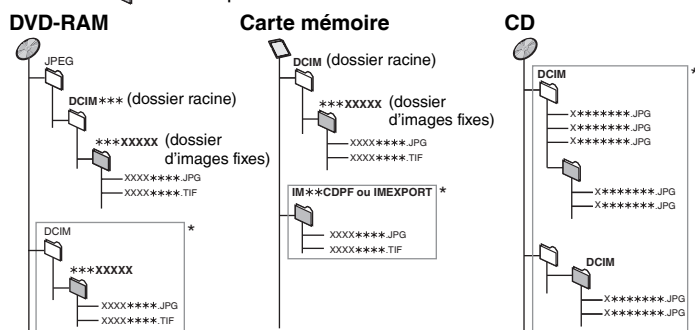 DVD-RAM
JPEG
DCIM∗∗∗ (dossier racine)
∗∗∗XXXXX (dossier
d'images fixes)
XXXX∗∗∗∗.JPG
XXXX∗∗∗∗.TIF
*
DCIM
∗∗∗XXXXX
XXXX∗∗∗∗.JPG
XXXX∗∗∗∗.TIF
Carte mémoire
DCIM (dossier racine)
∗∗∗XXXXX (dossier
d'images fixes)
XXXX∗∗∗∗.JPG
XXXX∗∗∗∗.TIF
IM∗∗CDPF ou IMEXPORT *
XXXX∗∗∗∗.JPG
XXXX∗∗∗∗.TIF
CD
*
DCIM
X∗∗∗∗∗∗∗.JPG
X∗∗∗∗∗∗∗.JPG
X∗∗∗∗∗∗∗.JPG
X∗∗∗∗∗∗∗.JPG
X∗∗∗∗∗∗∗.JPG
DCIM
X∗∗∗∗∗∗∗.JPG
X∗∗∗∗∗∗∗.JPG